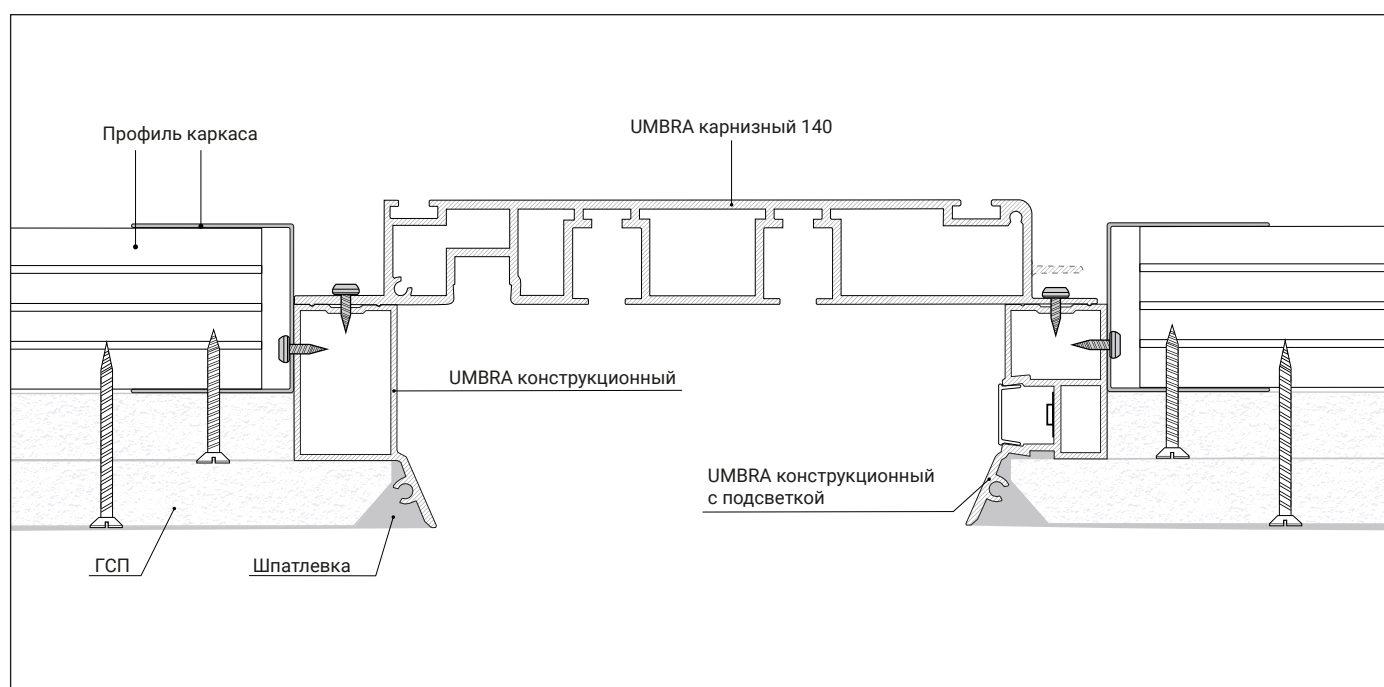 Профиль каркаса
UMBRA карнизный 140
UMBRA конструкционный
UMBRA конструкционный
с подсветкой
ГСП
Шпатлевка